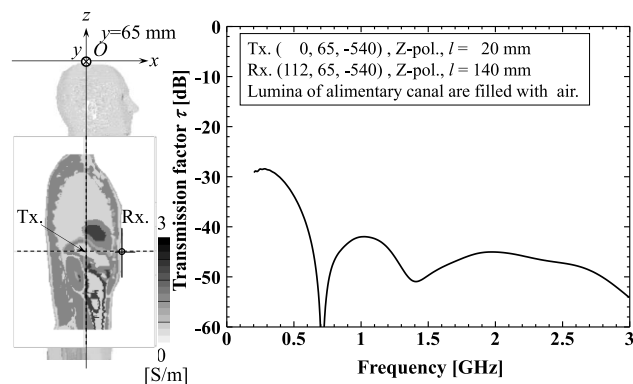 z
y=65 mm
y
O
x
Tx.
Rx.
3
0
[S/m]
Transmission factor τ [dB]
0
-10
-20
-30
-40
-50
-60
Tx. ( 0, 65, -540) , Z-pol., l = 20 mm
Rx. (112, 65, -540) , Z-pol., l = 140 mm
Lumina of alimentary canal are filled with air.
0 0.5 1 1.5 2 2.5 3
Frequency [GHz]